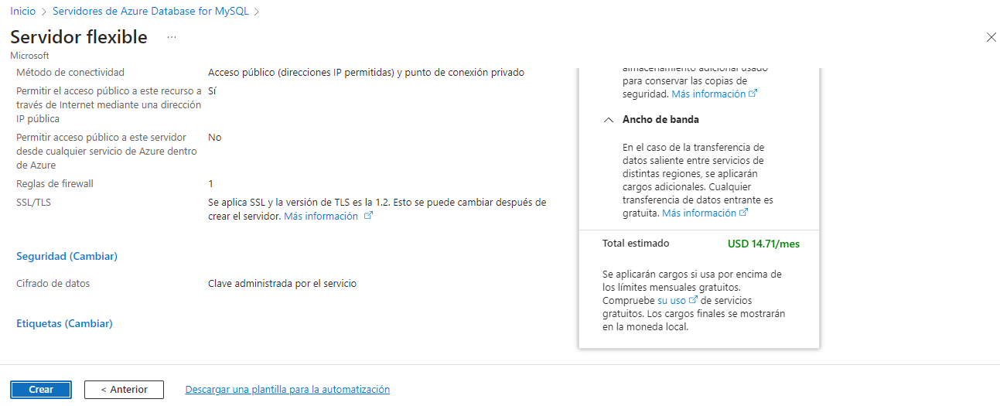 Inicio > Servidores de Azure Database for MySQL >
Servidor flexible ...
Microsoft
Método de conectividad Acceso público (direcciones IP permitidas) y punto de conexión privado
Permitir el acceso público a este recurso a Sí
través de Internet mediante una dirección
IP pública
Permitir acceso público a este servidor No
desde cualquier servicio de Azure dentro
de Azure
Reglas de firewall 1
SSL/TLS Se aplica SSL y la versión de TLS es la 1.2. Esto se puede cambiar después de
crear el servidor. Más información
Seguridad (Cambiar)
Cifrado de datos Clave administrada por el servicio
Etiquetas (Cambiar)
almacenamiento adicional usado
para conservar las copias de
seguridad. Más información
Ancho de banda
En el caso de la transferencia de
datos saliente entre servicios de
distintas regiones, se aplicarán
cargos adicionales. Cualquier
transferencia de datos entrante es
gratuita. Más información
Total estimado USD 14.71/mes
Se aplicarán cargos si usa por encima de
los límites mensuales gratuitos.
Compruebe su uso de servicios
gratuitos. Los cargos finales se mostrarán
en la moneda local.
Crear < Anterior Descargar una plantilla para la automatización